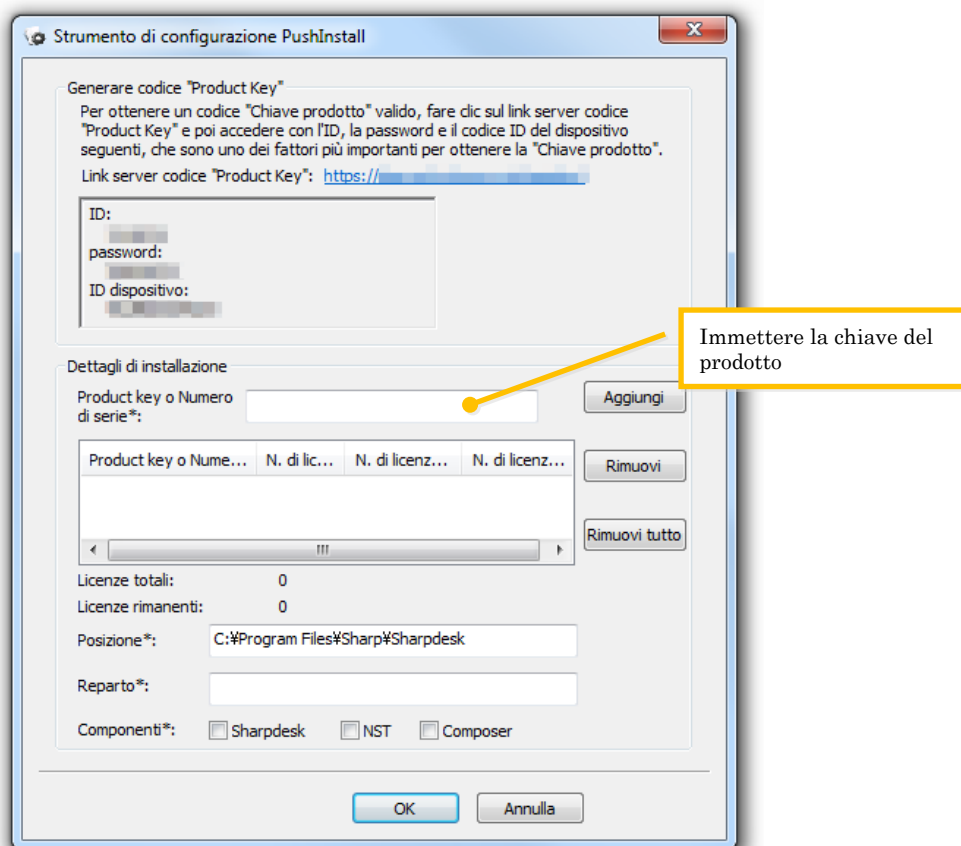 Strumento di configurazione PushInstall
Generare codice "Product Key"
Per ottenere un codice "Chiave prodotto" valido, fare clic sul link server codice
"Product Key" e poi accedere con l'ID, la password e il codice ID del dispositivo
seguenti, che sono uno dei fattori più importanti per ottenere la "Chiave prodotto".
Link server codice "Product Key": https://
ID:
password:
ID dispositivo:
Immettere la chiave del
prodotto
Dettagli di installazione
Product key o Numero
di serie*:
Aggiungi
Product key o Nume... N. di lic... N. di licenz... N. di licenz...
Rimuovi
Rimuovi tutto
Licenze totali: 0
Licenze rimanenti: 0
Posizione*: C:¥Program Files¥Sharp¥Sharpdesk
Reparto*:
Componenti*: Sharpdesk NST Composer
OK Annulla